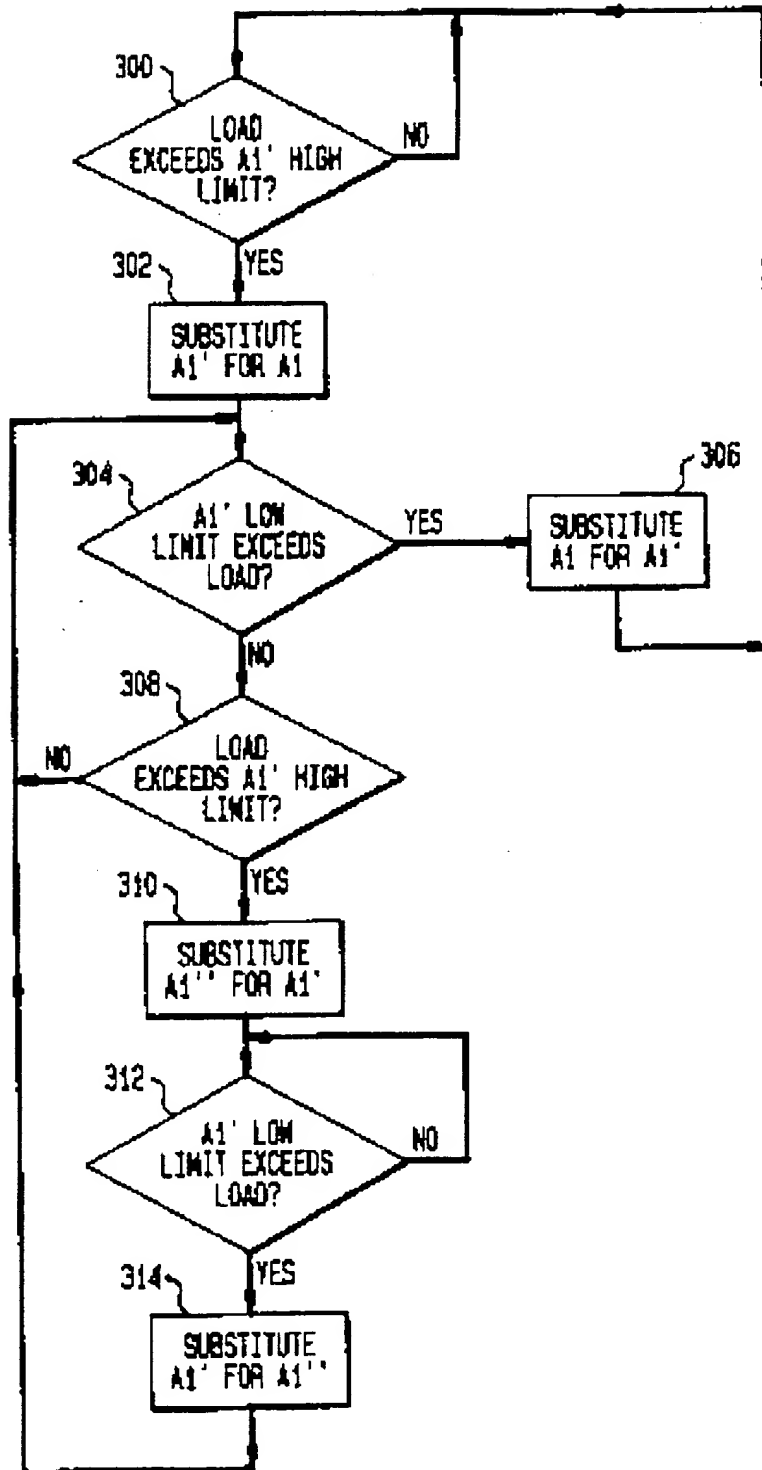 300
LOAD
EXCEEDS A1' HIGH
LIMIT?
NO
YES
302
SUBSTITUTE
A1' FOR A1
304
A1' LOW
LIMIT EXCEEDS
LOAD?
YES
306
SUBSTITUTE
A1 FOR A1'
NO
308
LOAD
EXCEEDS A1' HIGH
LIMIT?
NO
YES
310
SUBSTITUTE
A1'' FOR A1'
312
A1' LOW
LIMIT EXCEEDS
LOAD?
NO
YES
314
SUBSTITUTE
A1' FOR A1''